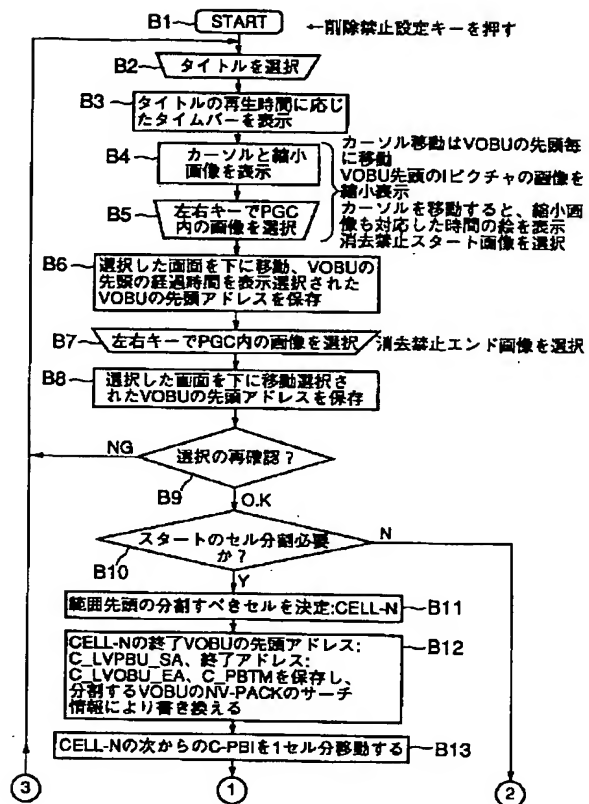 B1
START
←削除禁止設定キーを押す
B2
タイトルを選択
B3
タイトルの再生時間に応じ
たタイムバーを表示
B4
カーソルと縮小
画像を表示
カーソル移動はVOBUの先頭毎
に移動
VOBU先頭のIピクチャの画像を
縮小表示
カーソルを移動すると、縮小画
像も対応した時間の絵を表示
消去禁止スタート画像を選択
B5
左右キーでPGC
内の画像を選択
B6
選択した画面を下に移動、VOBUの
先頭の経過時間を表示選択された
VOBUの先頭アドレスを保存
B7
左右キーでPGC内の画像を選択
消去禁止エンド画像を選択
B8
選択した画面を下に移動選択さ
れたVOBUの先頭アドレスを保存
NG
選択の再確認?
B9
O.K
スタートのセル分割必要
か?
N
B10
Y
範囲先頭の分割すべきセルを決定:CELL-N
B11
CELL-Nの終了VOBUの先頭アドレス:
C_LVPBU_SA、終了アドレス:
C_LVOBU_EA、C_PBTMを保存し、
分割するVOBUのNV-PACKのサーチ
情報により書き換える
B12
CELL-Nの次からのC-PBIを1セル分移動する
B13
3
1
2